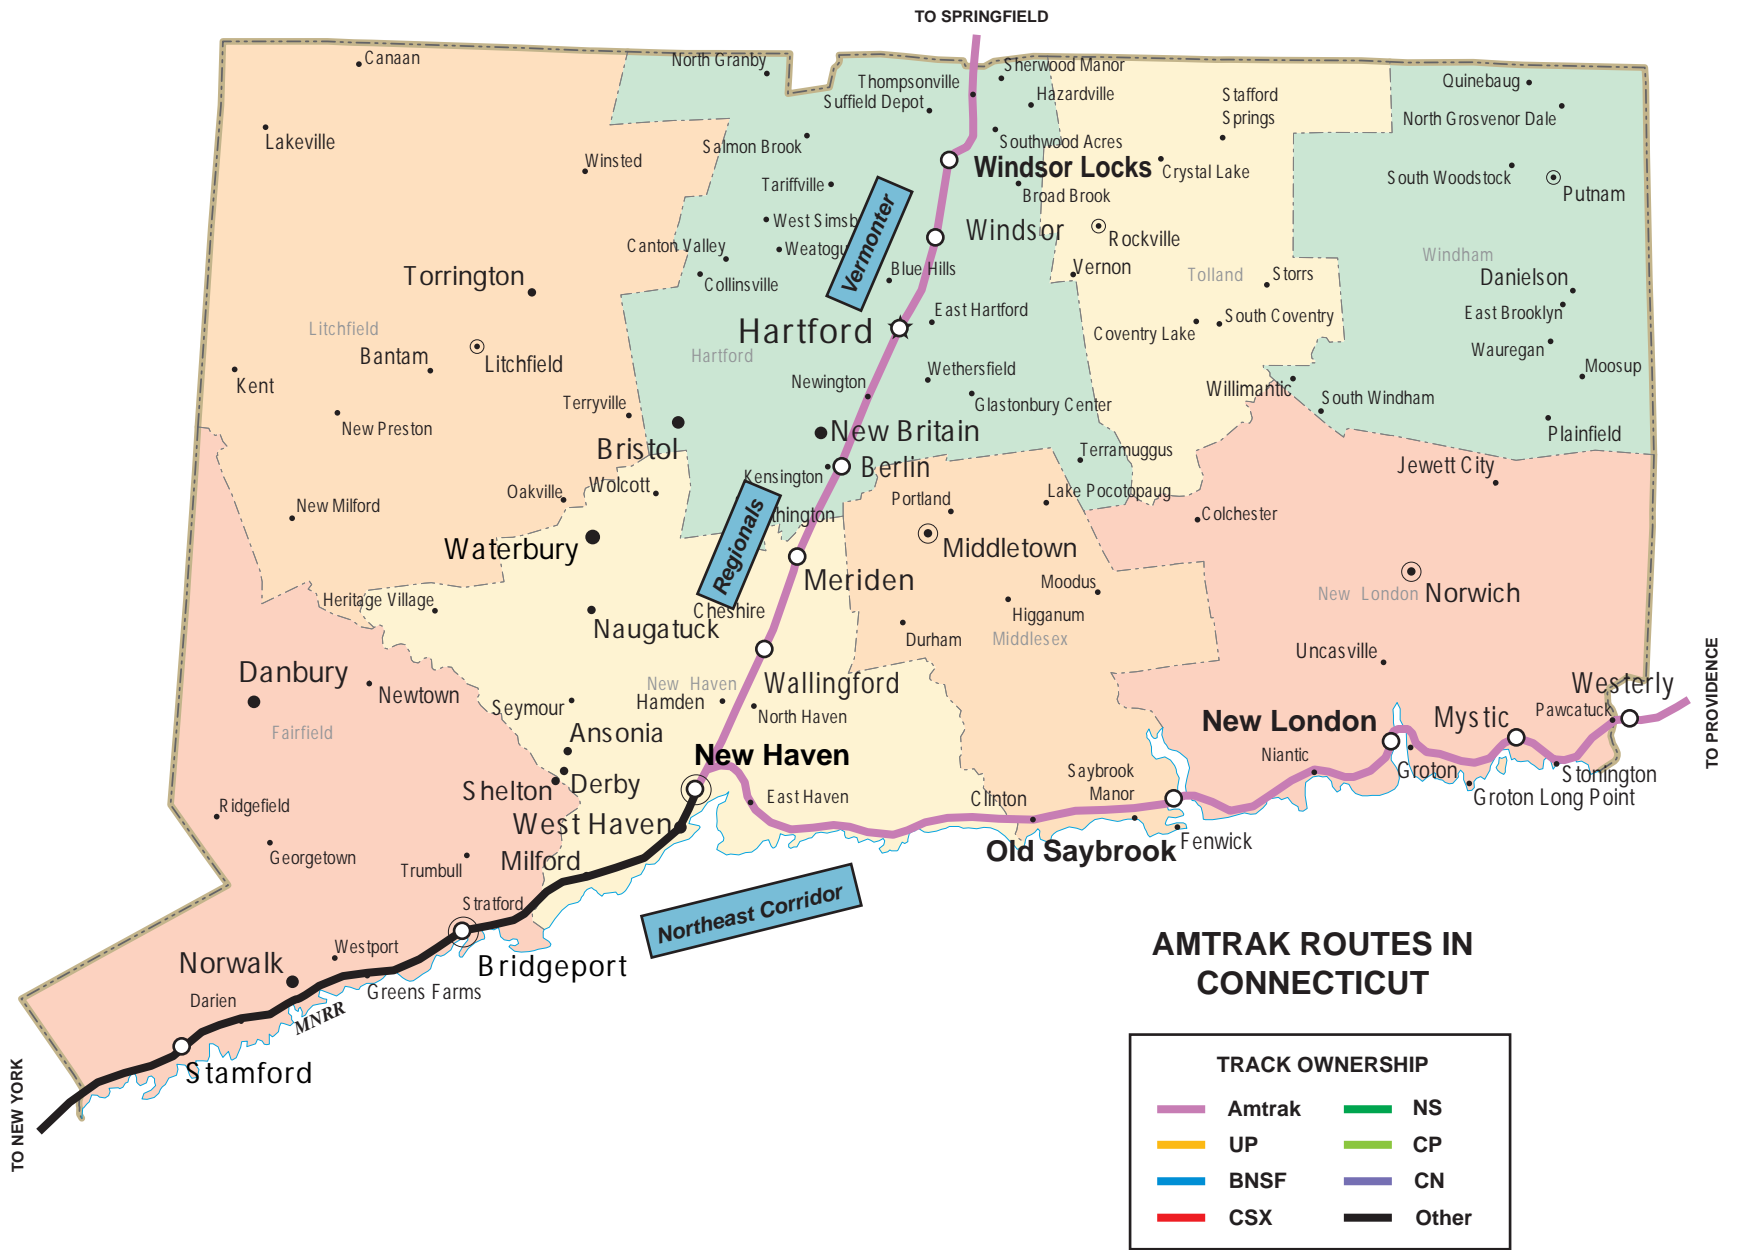 TO SPRINGFIELD
Canaan
North Granby
Sherwood Manor
Thompsonville
Quinebaug
Suffield Depot
Hazardville
Stafford
Springs
North Grosvenor Dale
Lakeville
Salmon Brook
Southwood Acres
Winsted
Windsor Locks
Crystal Lake
South Woodstock
Tariffville
Broad Brook
Putnam
Vermonter
West Simsb
Windsor
Rockville
Canton Valley
Weatogu
Windham
Blue Hills
Vernon
Tolland
Storrs
Danielson
Torrington
Collinsville
East Hartford
East Brooklyn
Litchfield
Hartford
Coventry Lake
South Coventry
Bantam
Litchfield
Hartford
Wauregan
Kent
Newington
Wethersfield
Moosup
Terryville
Glastonbury Center
Willimantic
South Windham
New Preston
Bristol
New Britain
Plainfield
Terramuggus
Berlin
Jewett City
Kensington
Oakville
Wolcott
Portland
Lake Pocotopaug
New Milford
Regionals
hington
Colchester
Waterbury
Middletown
Meriden
Moodus
Heritage Village
Cheshire
New London
Norwich
Naugatuck
Higganum
Durham
Middlesex
Uncasville
Danbury
Newtown
New Haven
Wallingford
Westerly
Hamden
Seymour
North Haven
Pawcatuck
TO PROVIDENCE
Fairfield
Ansonia
New London
Mystic
New Haven
Niantic
Groton
Stonington
Shelton
Derby
Saybrook
Manor
Groton Long Point
Ridgefield
East Haven
Clinton
West Haven
Old Saybrook
Fenwick
Georgetown
Trumbull
Milford
Stratford
Northeast Corridor
Westport
Norwalk
Bridgeport
Darien
Greens Farms
MNRR
Stamford
TO NEW YORK
AMTRAK ROUTES IN
CONNECTICUT
TRACK OWNERSHIP
Amtrak
NS
UP
CP
BNSF
CN
CSX
Other